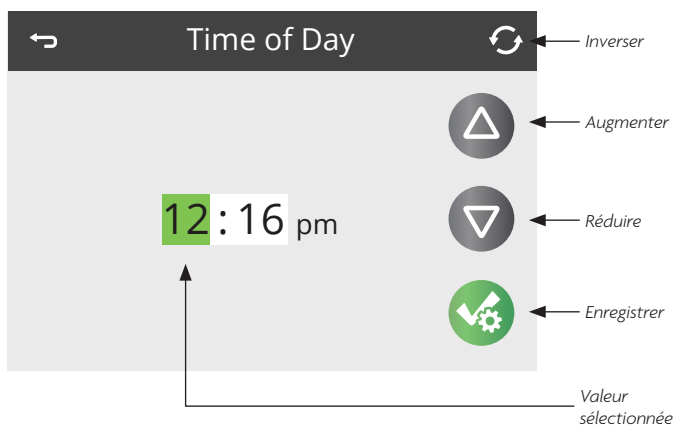 Time of Day
Inverser
Augmenter
12 : 16 pm
Réduire
Enregistrer
Valeur
sélectionnée